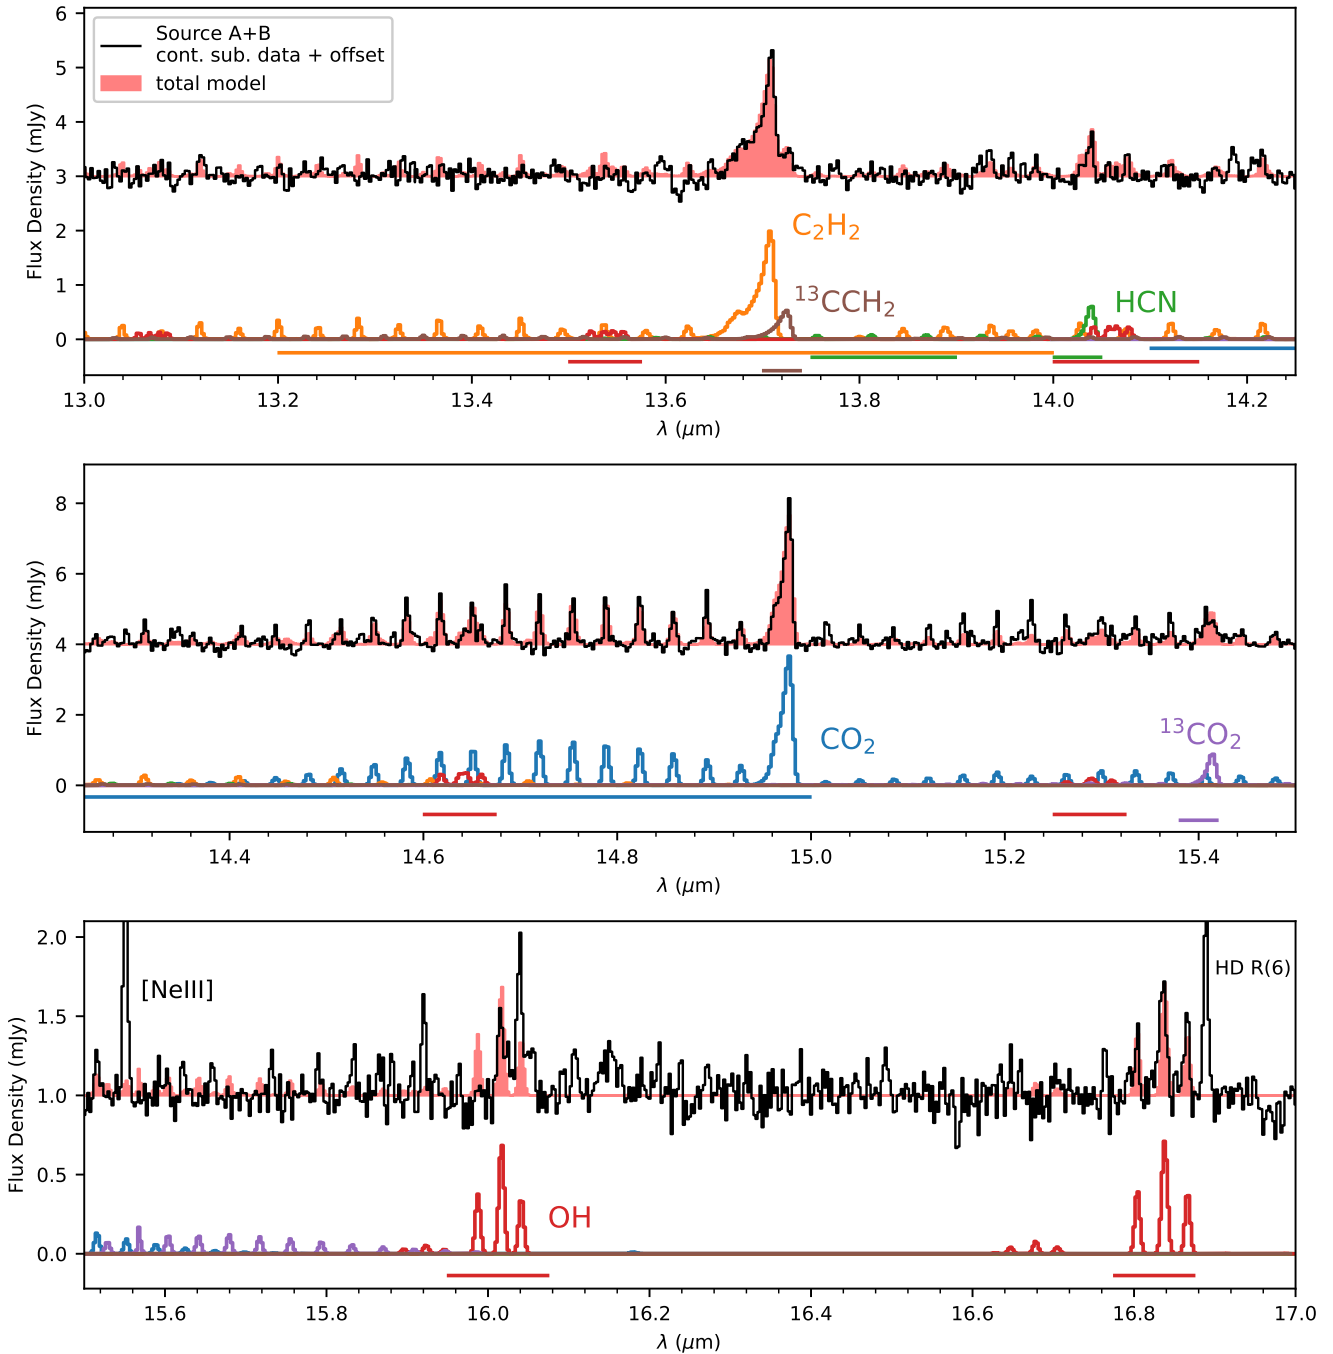 6
5
4
3
2
1
0
Flux Density (mJy)
Source A+B
cont. sub. data + offset
total model
C₂H₂
¹³CCH₂
HCN
13.0 13.2 13.4 13.6 13.8 14.0 14.2
λ (μm)
8
6
4
2
0
Flux Density (mJy)
CO₂
¹³CO₂
14.4 14.6 14.8 15.0 15.2 15.4
λ (μm)
2.0
1.5
1.0
0.5
0.0
Flux Density (mJy)
[NeIII]
HD R(6)
OH
15.6 15.8 16.0 16.2 16.4 16.6 16.8 17.0
λ (μm)